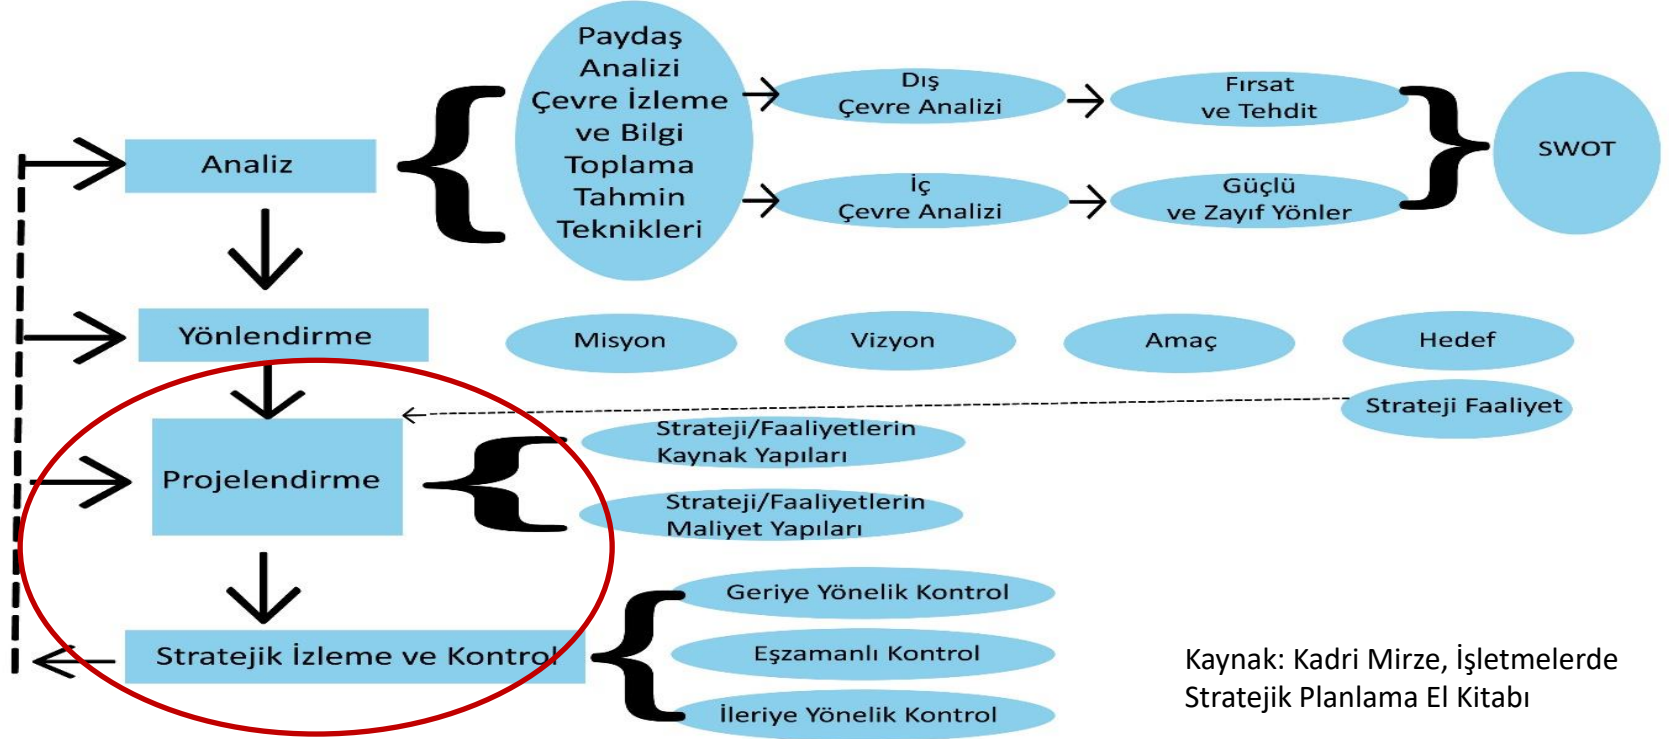 Paydaş
Analizi
Çevre İzleme
ve Bilgi
Toplama
Tahmin
Teknikleri
Dış
Çevre Analizi
Fırsat
ve Tehdit
SWOT
Analiz
İç
Çevre Analizi
Güçlü
ve Zayıf Yönler
Yönlendirme
Misyon
Vizyon
Amaç
Hedef
Strateji Faaliyet
Projelendirme
Strateji/Faaliyetlerin
Kaynak Yapıları
Strateji/Faaliyetlerin
Maliyet Yapıları
Stratejik İzleme ve Kontrol
Geriye Yönelik Kontrol
Eşzamanlı Kontrol
İleriye Yönelik Kontrol
Kaynak: Kadri Mirze, İşletmelerde
Stratejik Planlama El Kitabı